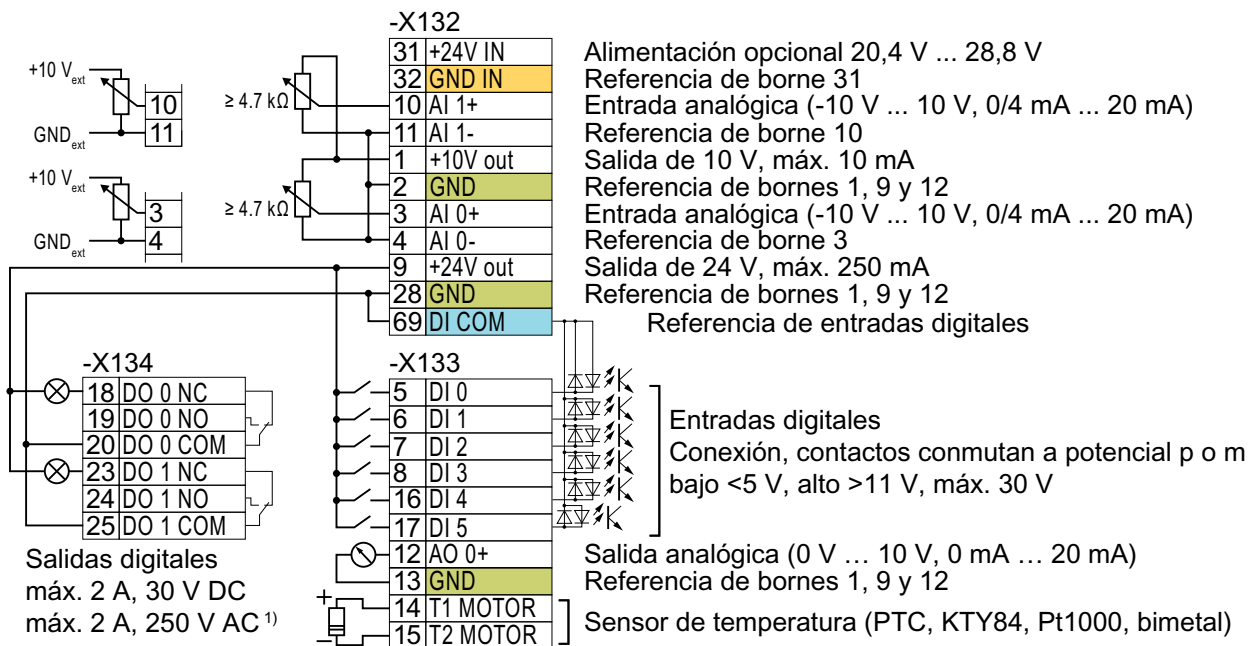 -X132
31 +24V IN Alimentación opcional 20,4 V ... 28,8 V
32 GND IN Referencia de borne 31
10 AI 1+ Entrada analógica (-10 V ... 10 V, 0/4 mA ... 20 mA)
11 AI 1- Referencia de borne 10
1 +10V out Salida de 10 V, máx. 10 mA
2 GND Referencia de bornes 1, 9 y 12
3 AI 0+ Entrada analógica (-10 V ... 10 V, 0/4 mA ... 20 mA)
4 AI 0- Referencia de borne 3
9 +24V out Salida de 24 V, máx. 250 mA
28 GND Referencia de bornes 1, 9 y 12
69 DI COM Referencia de entradas digitales
+10 Vext
10
GNDext 11
≥ 4.7 kΩ
+10 Vext
3
GNDext 4
≥ 4.7 kΩ
-X134
18 DO 0 NC
19 DO 0 NO
20 DO 0 COM
23 DO 1 NC
24 DO 1 NO
25 DO 1 COM
Salidas digitales
máx. 2 A, 30 V DC
máx. 2 A, 250 V AC 1)
-X133
5 DI 0
6 DI 1
7 DI 2
8 DI 3
16 DI 4
17 DI 5
Entradas digitales
Conexión, contactos conmutan a potencial p o m
bajo <5 V, alto >11 V, máx. 30 V
12 AO 0+ Salida analógica (0 V … 10 V, 0 mA … 20 mA)
13 GND Referencia de bornes 1, 9 y 12
+ 14 T1 MOTOR
− 15 T2 MOTOR
Sensor de temperatura (PTC, KTY84, Pt1000, bimetal)